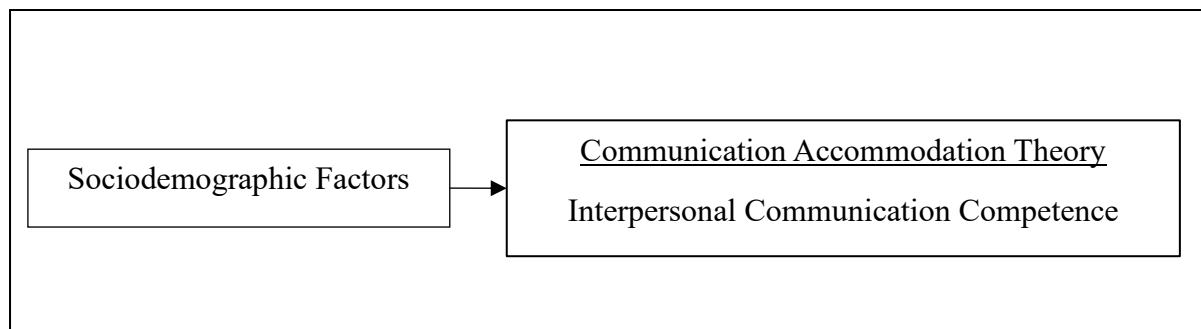 Sociodemographic Factors
Communication Accommodation Theory
Interpersonal Communication Competence